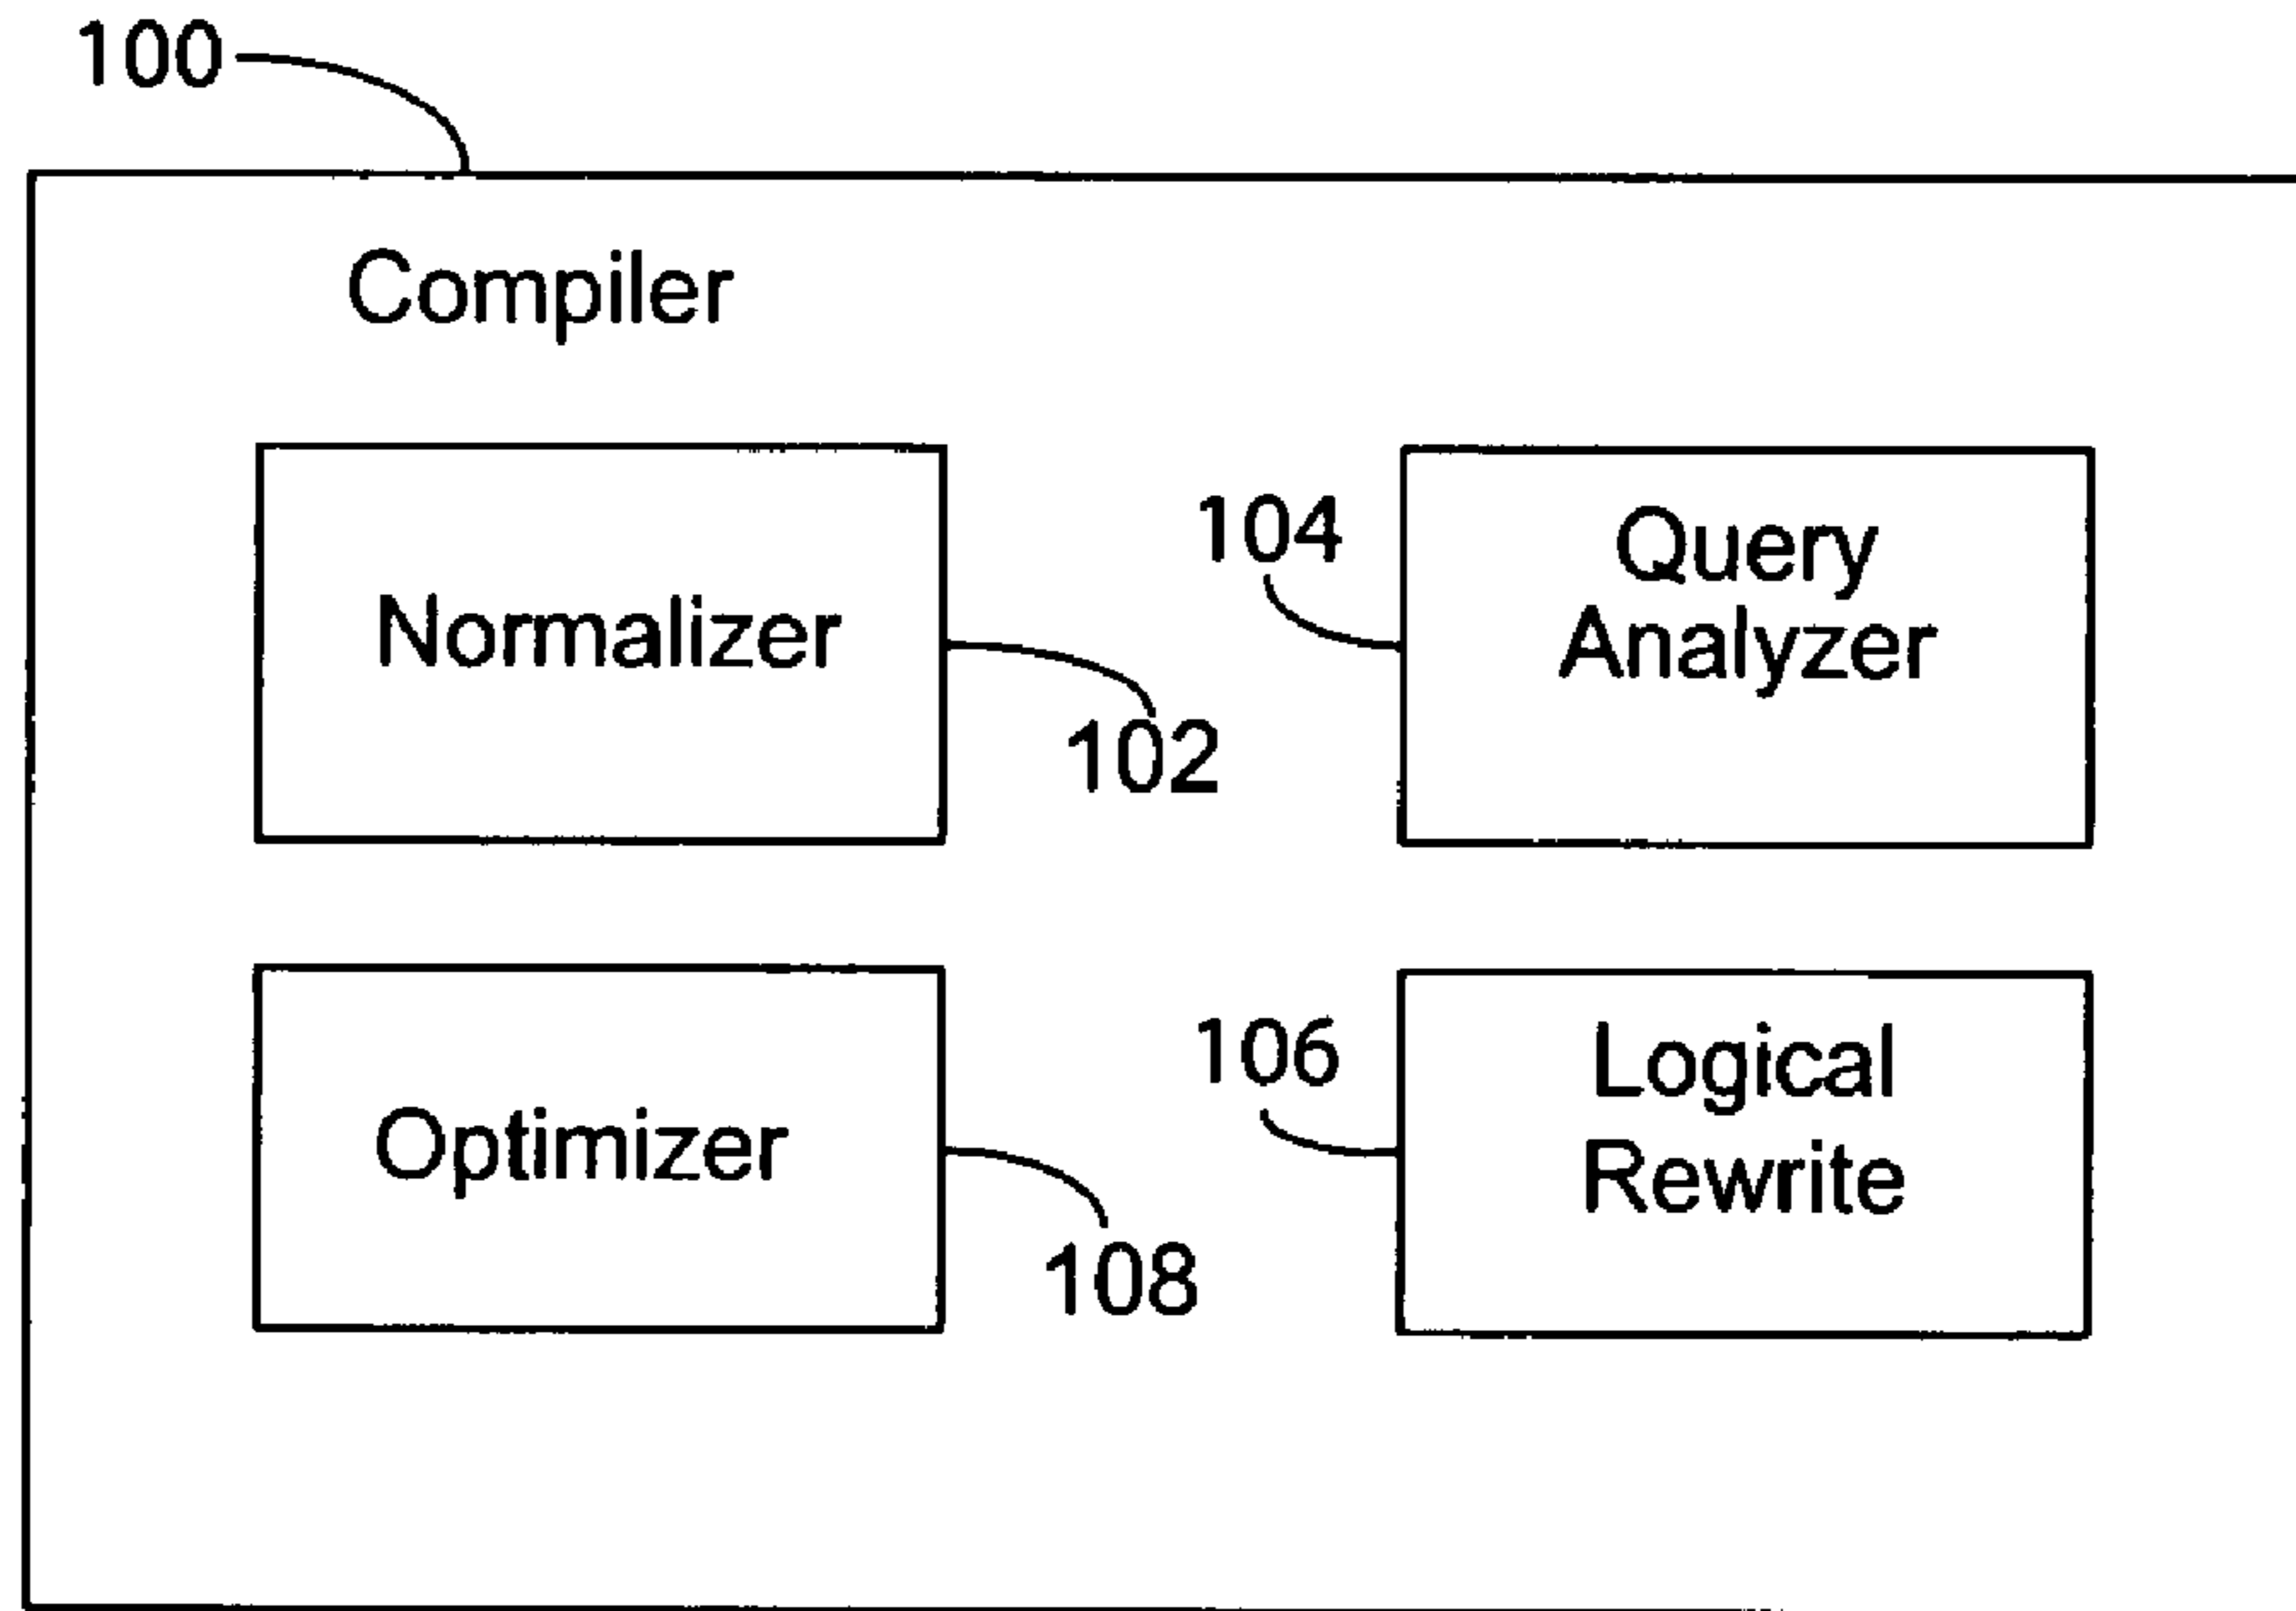 100
Compiler
Normalizer
102
104
Query
Analyzer
Optimizer
108
106
Logical
Rewrite